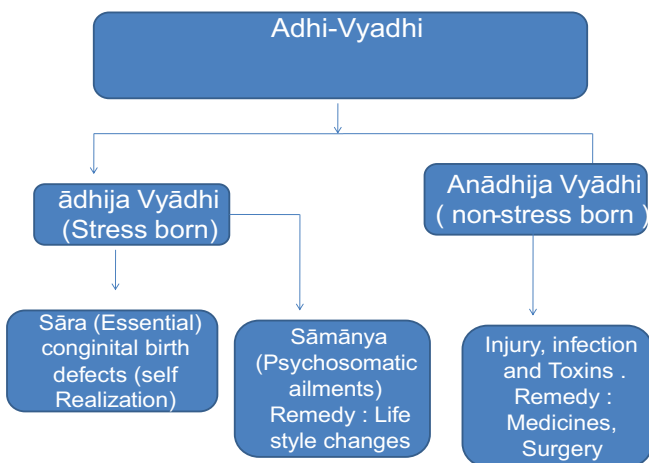 Adhi-Vyadhi
ādhija Vyādhi
(Stress born)
Anādhija Vyādhi
( non-stress born )
Sāra (Essential)
conginital birth
defects (self
Realization)
Sāmānya
(Psychosomatic
ailments)
Remedy : Life
style changes
Injury, infection
and Toxins .
Remedy :
Medicines,
Surgery